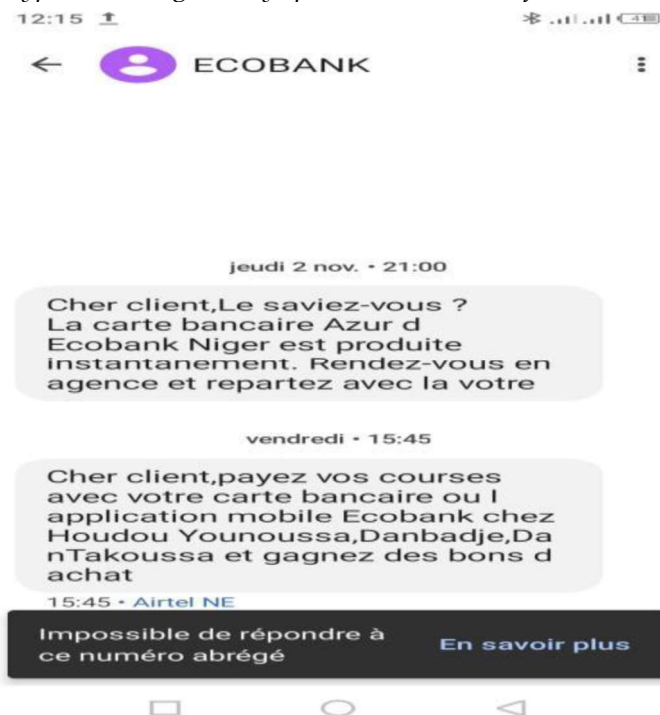 12:15
41
ECOBANK
jeudi 2 nov. • 21:00
Cher client,Le saviez-vous ?
La carte bancaire Azur d
Ecobank Niger est produite
instantanement. Rendez-vous en
agence et repartez avec la votre
vendredi • 15:45
Cher client,payez vos courses
avec votre carte bancaire ou l
application mobile Ecobank chez
Houdou Younoussa,Danbadje,Da
nTakoussa et gagnez des bons d
achat
15:45 • Airtel NE
Impossible de répondre à
ce numéro abrégé
En savoir plus